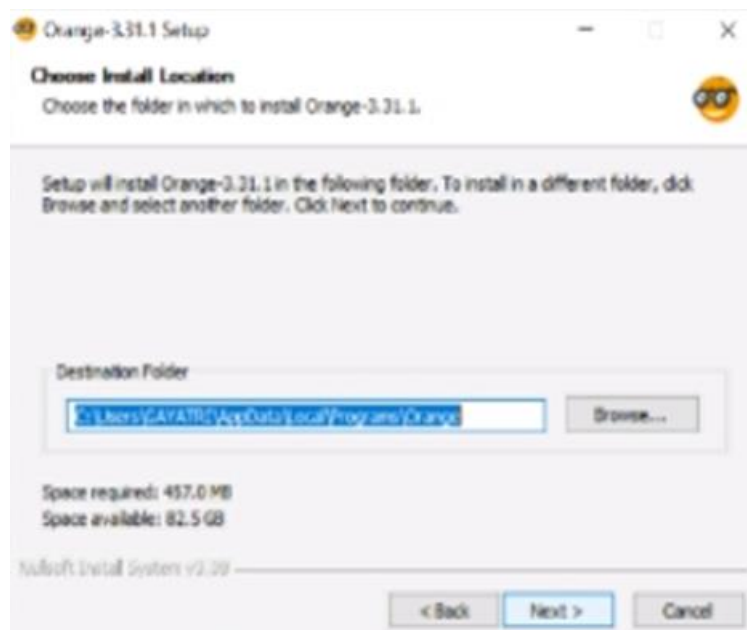 Orange-3.31.1 Setup
Choose Install Location
Choose the folder in which to install Orange-3.31.1.
Setup will install Orange-3.31.1 in the following folder. To install in a different folder, click
Browse and select another folder. Click Next to continue.
Destination Folder
C:\Users\GAYATRI\AppData\Local\Programs\Orange
Browse...
Space required: 457.0 MB
Space available: 82.5 GB
Nullsoft Install System
< Back
Next >
Cancel